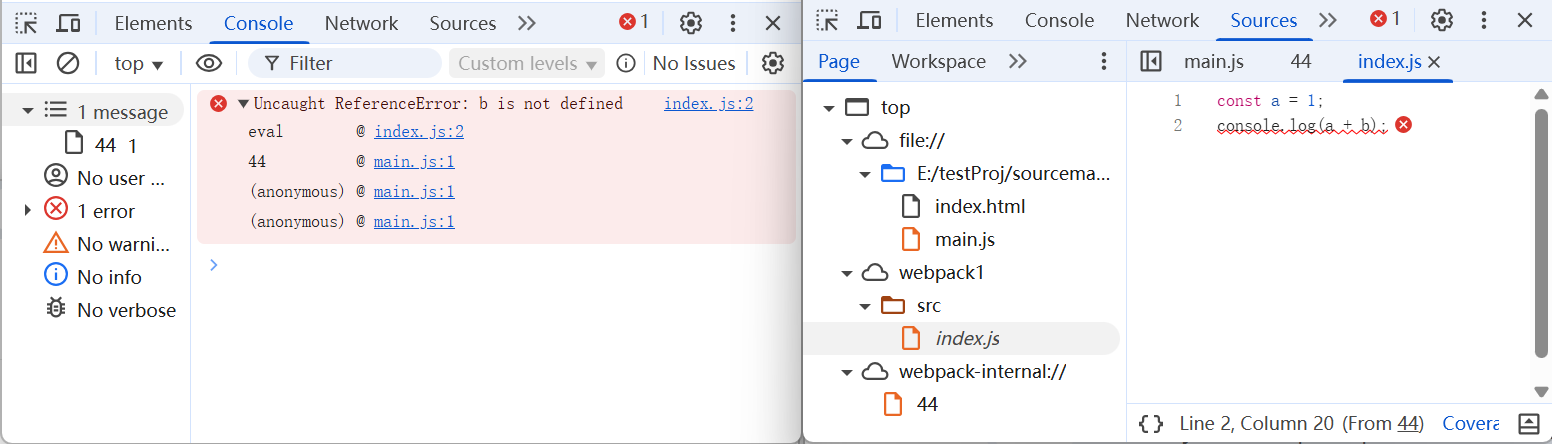 Elements Console Network Sources 1
top Filter Custom levels No Issues
1 message
44 1
No user ...
1 error
No warni...
No info
No verbose
Uncaught ReferenceError: b is not defined index.js:2
eval @ index.js:2
44 @ main.js:1
(anonymous) @ main.js:1
(anonymous) @ main.js:1
Elements Console Network Sources 1
Page Workspace
top
file://
E:/testProj/sourcema...
index.html
main.js
webpack1
src
index.js
webpack-internal://
44
main.js 44 index.js
1 const a = 1;
2 console.log(a + b);
{} Line 2, Column 20 (From 44) Covera